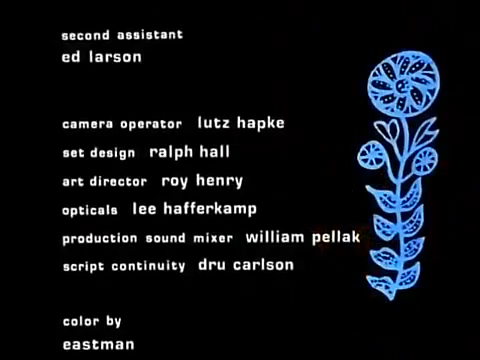 second assistant
ed larson
camera operator lutz hapke
set design ralph hall
art director roy henry
opticals lee hafferkamp
production sound mixer william pellak
script continuity dru carlson
color by
eastman